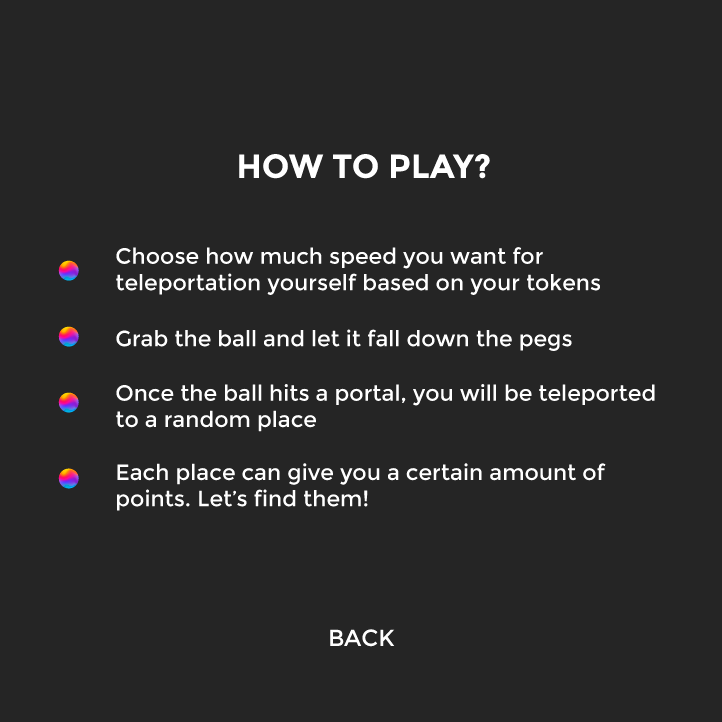 HOW TO PLAY?
Choose how much speed you want for
teleportation yourself based on your tokens
Grab the ball and let it fall down the pegs
Once the ball hits a portal, you will be teleported
to a random place
Each place can give you a certain amount of
points. Let’s find them!
BACK